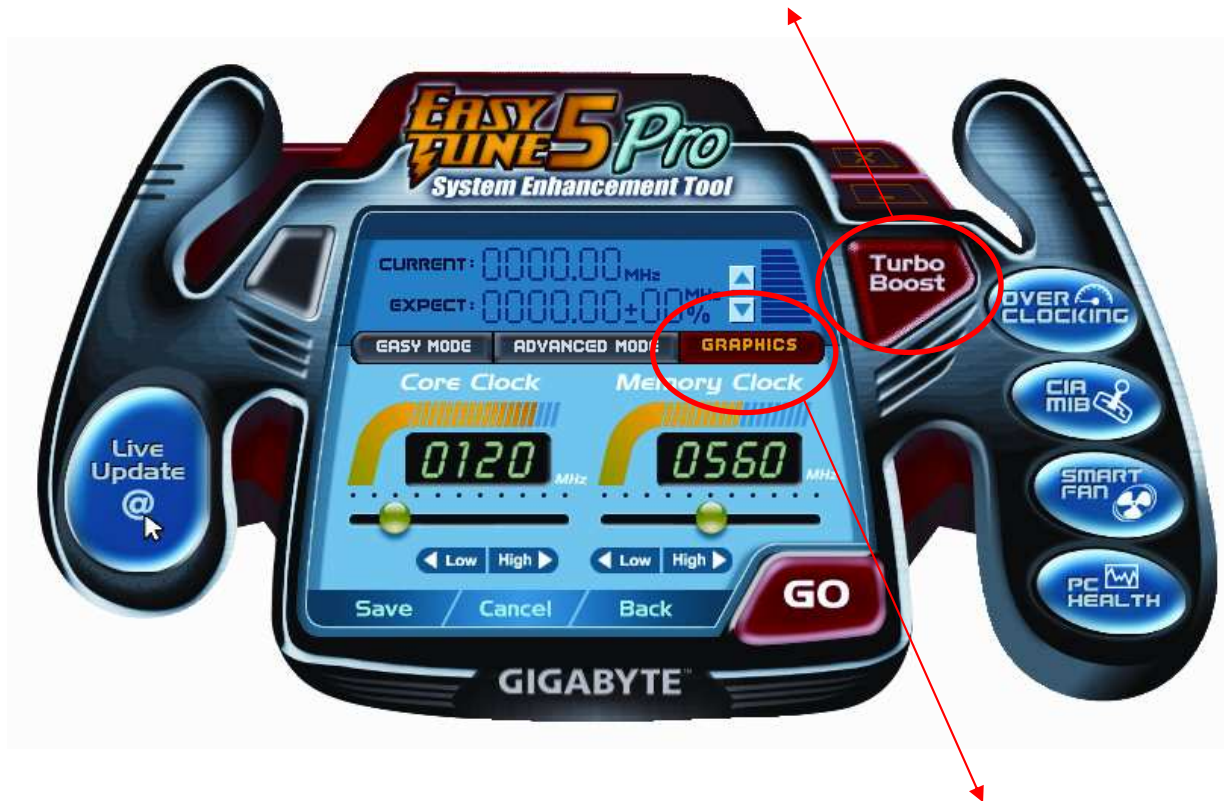 EASY TUNE 5 Pro
System Enhancement Tool
X
-
CURRENT: 0000.00 MHz
EXPECT: 0000.00±00 MHz %
Turbo
Boost
OVER
CLOCKING
EASY MODE ADVANCED MODE GRAPHICS
Core Clock Memory Clock
CIA
MIB
Live
Update
@
0120 MHz 0560 MHz
SMART
FAN
Low High Low High
PC
HEALTH
GO
Save / Cancel / Back
GIGABYTE™